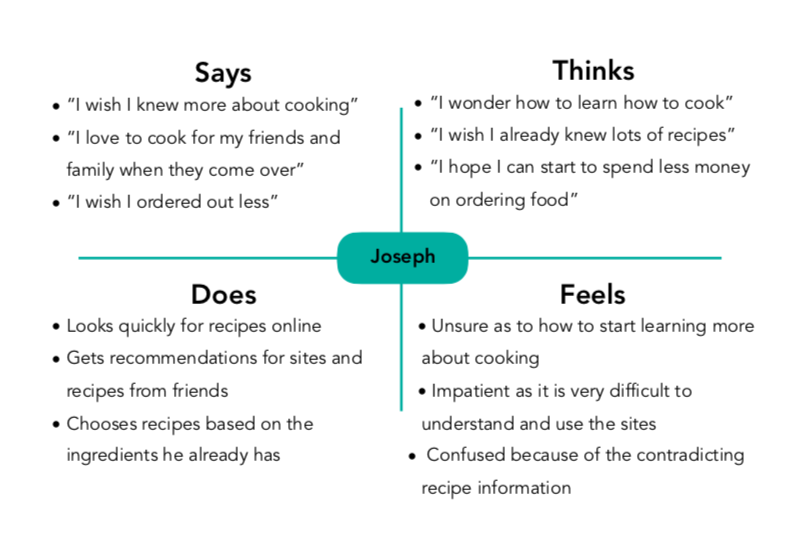 Says
• “I wish I knew more about cooking”
• “I love to cook for my friends and
family when they come over”
• “I wish I ordered out less”
Thinks
• “I wonder how to learn how to cook”
• “I wish I already knew lots of recipes”
• “I hope I can start to spend less money
on ordering food”
Joseph
Does
• Looks quickly for recipes online
• Gets recommendations for sites and
recipes from friends
• Chooses recipes based on the
ingredients he already has
Feels
• Unsure as to how to start learning more
about cooking
• Impatient as it is very difficult to
understand and use the sites
• Confused because of the contradicting
recipe information